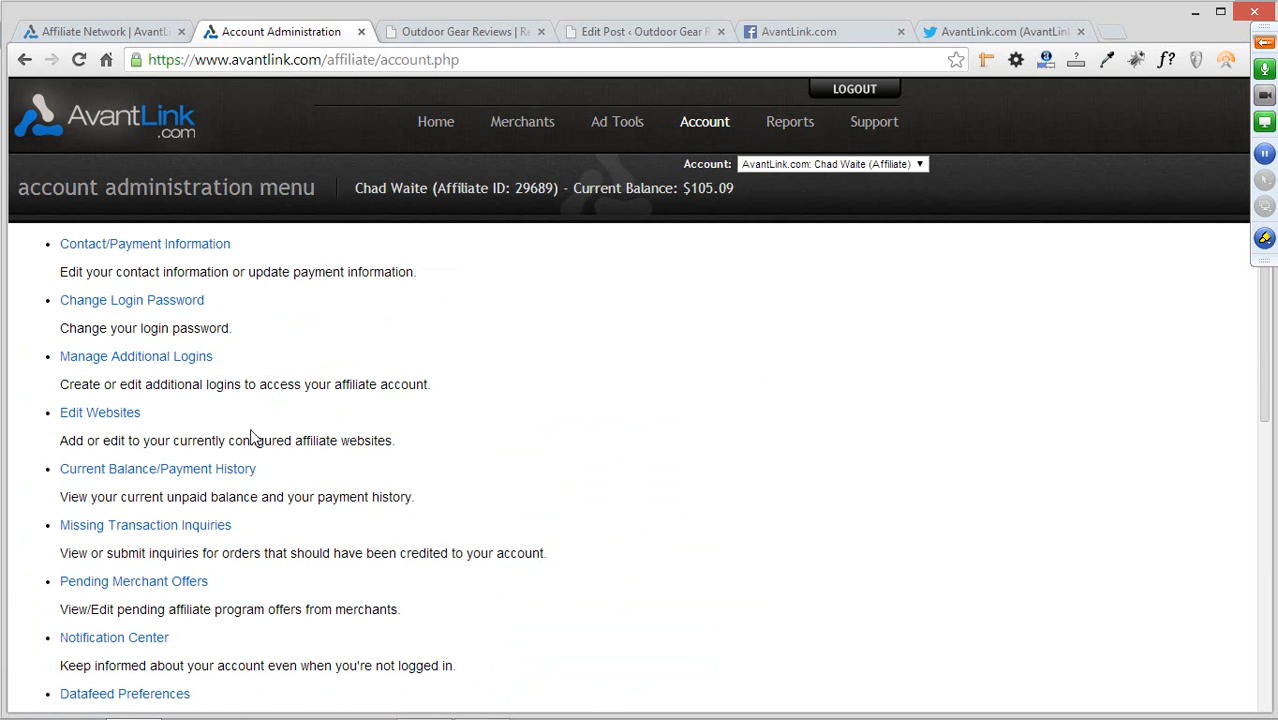 Affiliate Network | AvantL
Account Administration
Outdoor Gear Reviews | Re
Edit Post ‹ Outdoor Gear R
AvantLink.com
AvantLink.com (AvantLin
https://www.avantlink.com/affiliate/account.php
f?
LOGOUT
AvantLink
.com
Home Merchants Ad Tools Account Reports Support
Account: AvantLink.com: Chad Waite (Affiliate)
account administration menu
Chad Waite (Affiliate ID: 29689) - Current Balance: $105.09
• Contact/Payment Information
Edit your contact information or update payment information.
• Change Login Password
Change your login password.
• Manage Additional Logins
Create or edit additional logins to access your affiliate account.
• Edit Websites
Add or edit to your currently configured affiliate websites.
• Current Balance/Payment History
View your current unpaid balance and your payment history.
• Missing Transaction Inquiries
View or submit inquiries for orders that should have been credited to your account.
• Pending Merchant Offers
View/Edit pending affiliate program offers from merchants.
• Notification Center
Keep informed about your account even when you're not logged in.
• Datafeed Preferences